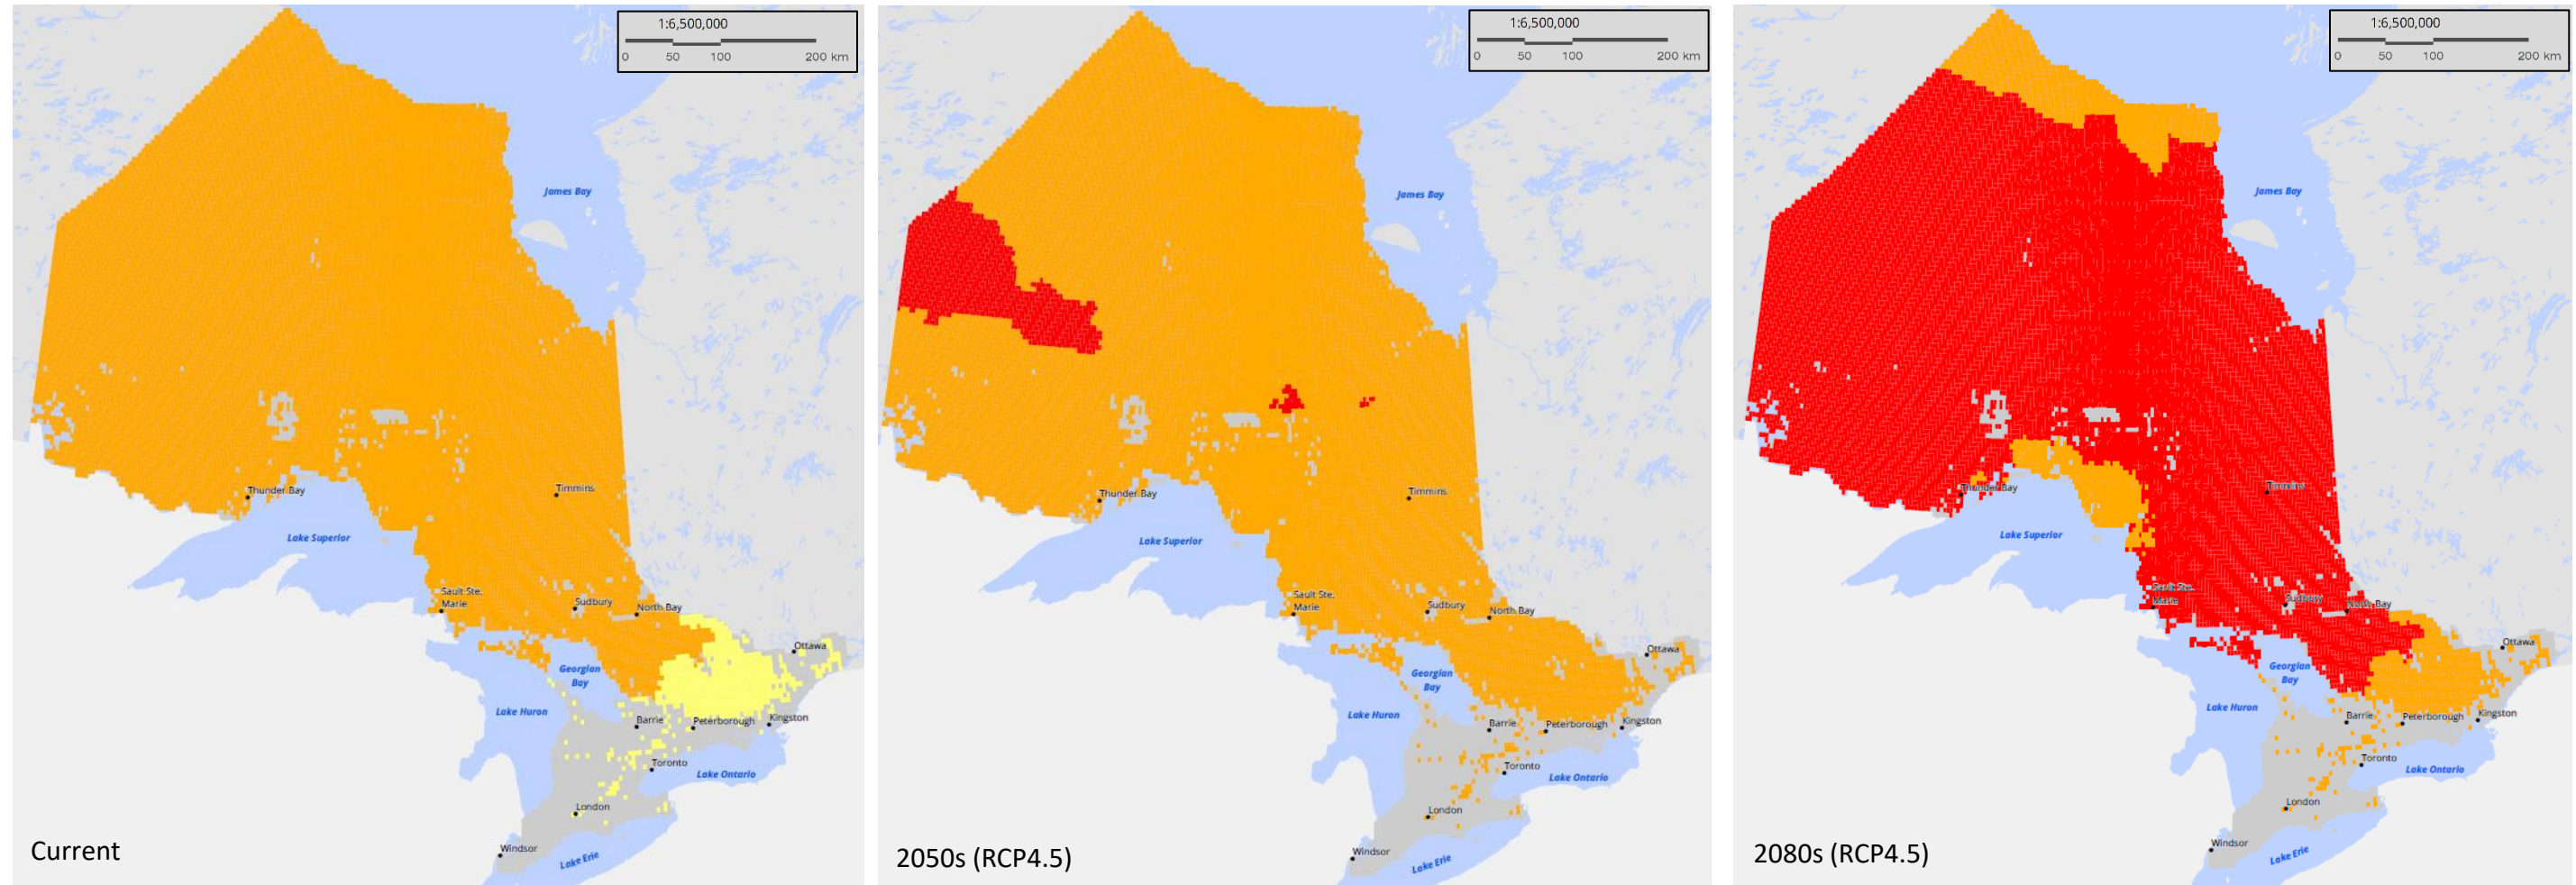 1:6,500,000
0 50 100 200 km
James Bay
Thunder Bay
Timmins
Lake Superior
Sault Ste.
Marie
Sudbury
North Bay
Ottawa
Georgian
Bay
Lake Huron
Barrie
Peterborough
Kingston
Toronto
Lake Ontario
London
Windsor
Lake Erie
Current
1:6,500,000
0 50 100 200 km
James Bay
Thunder Bay
Timmins
Lake Superior
Sault Ste.
Marie
Sudbury
North Bay
Ottawa
Georgian
Bay
Lake Huron
Barrie
Peterborough
Kingston
Toronto
Lake Ontario
London
Windsor
Lake Erie
2050s (RCP4.5)
1:6,500,000
0 50 100 200 km
James Bay
Thunder Bay
Timmins
Lake Superior
Sault Ste.
Marie
Sudbury
North Bay
Ottawa
Georgian
Bay
Lake Huron
Barrie
Peterborough
Kingston
Toronto
Lake Ontario
London
Windsor
Lake Erie
2080s (RCP4.5)